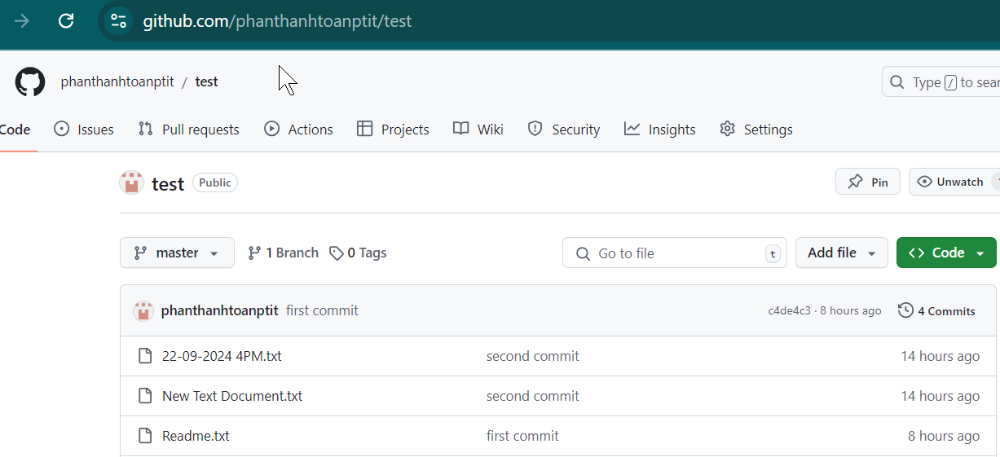 github.com/phanthanhtoanptit/test
phanthanhtoanptit / test
Type / to sear
Code Issues Pull requests Actions Projects Wiki Security Insights Settings
test Public
Pin Unwatch
master 1 Branch 0 Tags Go to file t Add file Code
phanthanhtoanptit first commit c4de4c3 · 8 hours ago 4 Commits
22-09-2024 4PM.txt second commit 14 hours ago
New Text Document.txt second commit 14 hours ago
Readme.txt first commit 8 hours ago